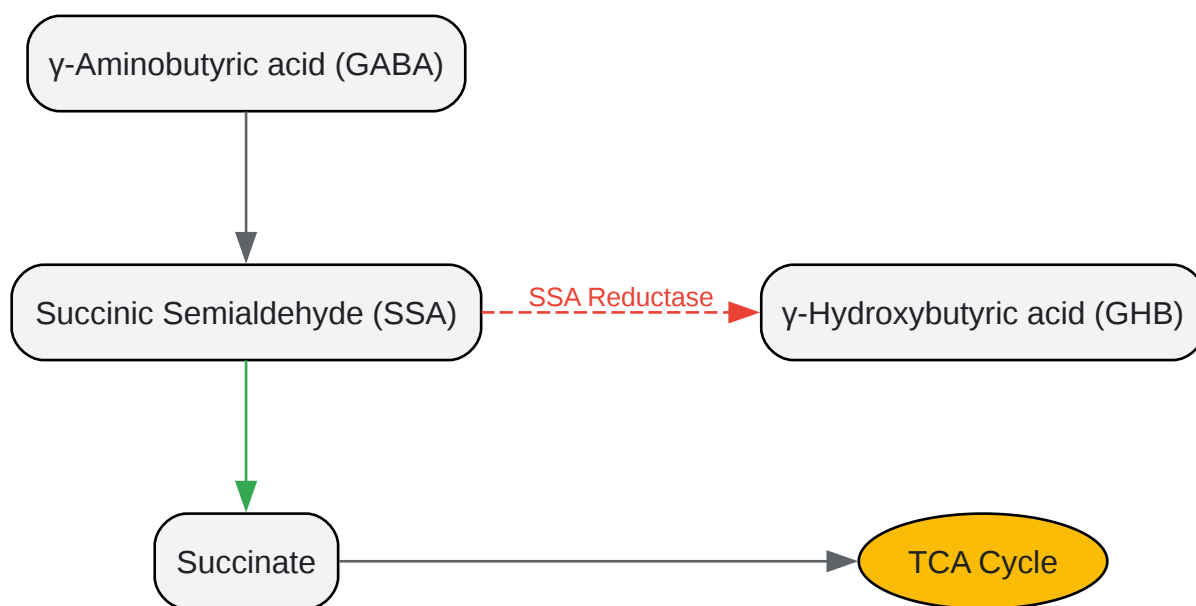 γ-Aminobutyric acid (GABA)
Succinic Semialdehyde (SSA)
SSA Reductase
γ-Hydroxybutyric acid (GHB)
Succinate
TCA Cycle